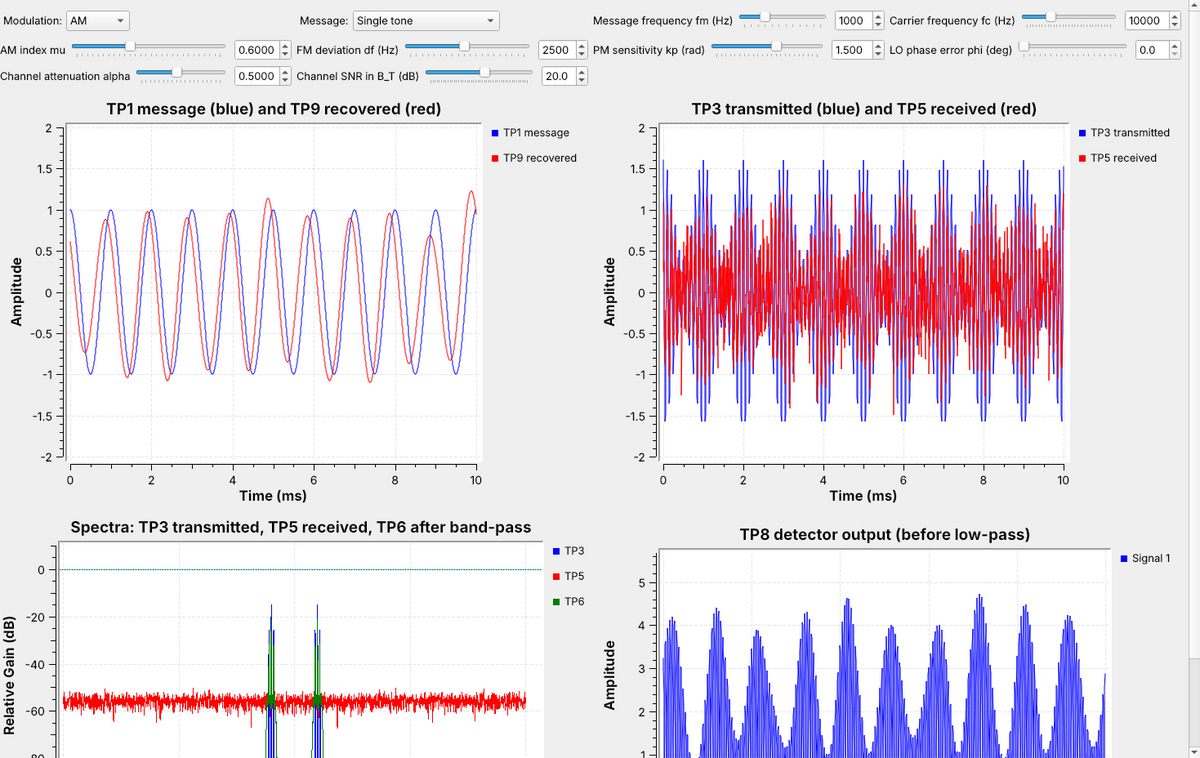 Modulation: AM Message: Single tone Message frequency fm (Hz) 1000 Carrier frequency fc (Hz) 10000
AM index mu 0.6000 FM deviation df (Hz) 2500 PM sensitivity kp (rad) 1.500 LO phase error phi (deg) 0.0
Channel attenuation alpha 0.5000 Channel SNR in B_T (dB) 20.0
TP1 message (blue) and TP9 recovered (red)
2
1.5
1
0.5
0
-0.5
-1
-1.5
-2
Amplitude
0 2 4 6 8 10
Time (ms)
TP1 message
TP9 recovered
TP3 transmitted (blue) and TP5 received (red)
2
1.5
1
0.5
0
-0.5
-1
-1.5
-2
Amplitude
0 2 4 6 8 10
Time (ms)
TP3 transmitted
TP5 received
Spectra: TP3 transmitted, TP5 received, TP6 after band-pass
0
-20
-40
-60
Relative Gain (dB)
TP3
TP5
TP6
TP8 detector output (before low-pass)
5
4
3
2
1
Amplitude
Signal 1